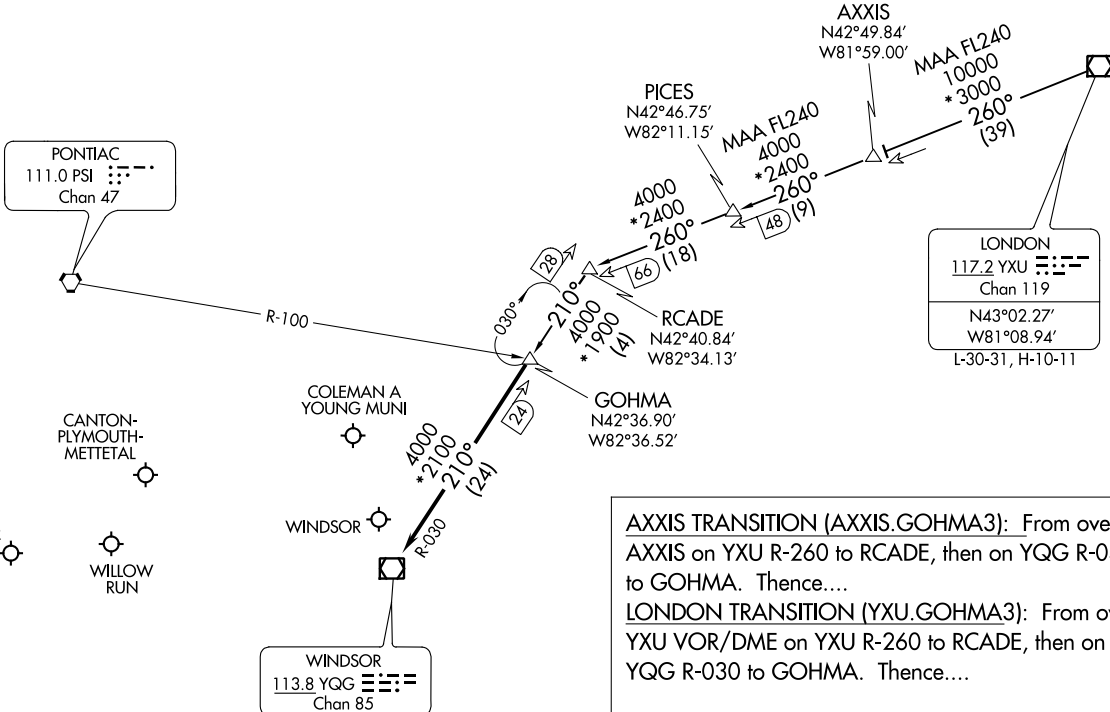 AXXIS
N42°49.84'
W81°59.00'
MAA FL240
10000
*3000
260°
(39)
PICES
N42°46.75'
W82°11.15'
MAA FL240
4000
*2400
260°
(9)
48
4000
*2400
260°
(18)
66
PONTIAC
111.0 PSI
Chan 47
R-100
LONDON
117.2 YXU
Chan 119
N43°02.27'
W81°08.94'
L-30-31, H-10-11
28
030°
210°
4000
*1900
(4)
RCADE
N42°40.84'
W82°34.13'
GOHMA
N42°36.90'
W82°36.52'
24
COLEMAN A
YOUNG MUNI
CANTON-
PLYMOUTH-
METTETAL
4000
*2100
210°
(24)
R-030
WINDSOR
WILLOW
RUN
WINDSOR
113.8 YQG
Chan 85
AXXIS TRANSITION (AXXIS.GOHMA3): From over
AXXIS on YXU R-260 to RCADE, then on YQG
to GOHMA. Thence....
LONDON TRANSITION (YXU.GOHMA3): From
YXU VOR/DME on YXU R-260 to RCADE, then on
YQG R-030 to GOHMA. Thence....